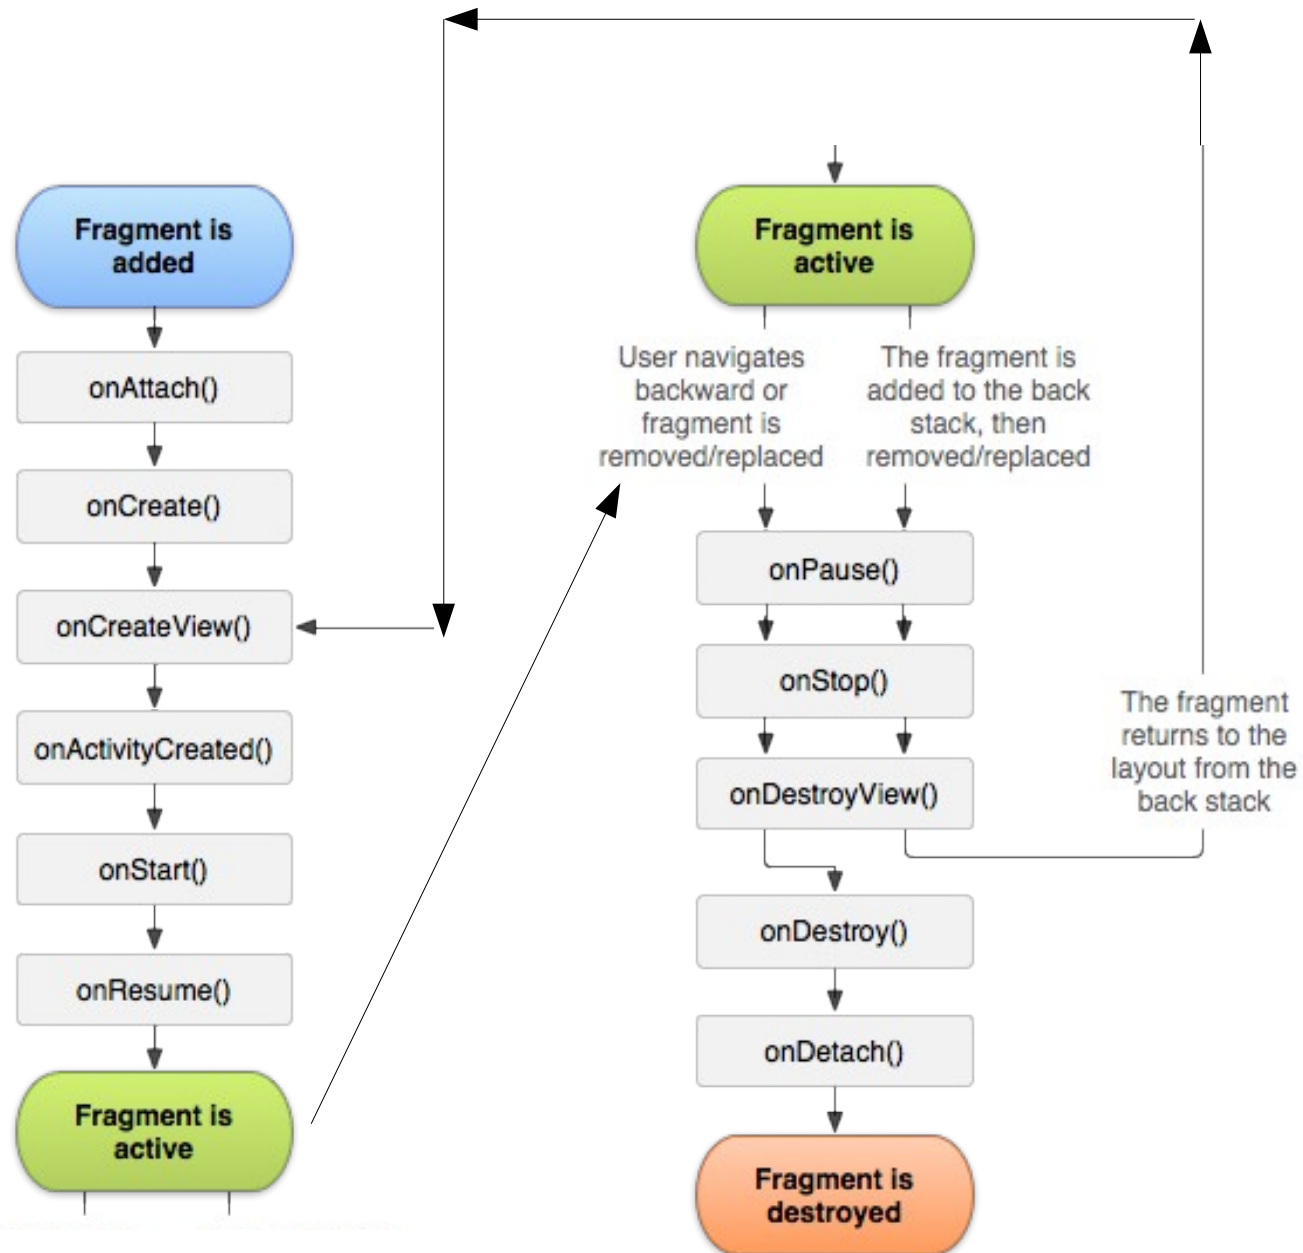 Fragment is
added
onAttach()
onCreate()
onCreateView()
onActivityCreated()
onStart()
onResume()
Fragment is
active
Fragment is
active
User navigates
backward or
fragment is
removed/replaced
The fragment is
added to the back
stack, then
removed/replaced
onPause()
onStop()
onDestroyView()
The fragment
returns to the
layout from the
back stack
onDestroy()
onDetach()
Fragment is
destroyed